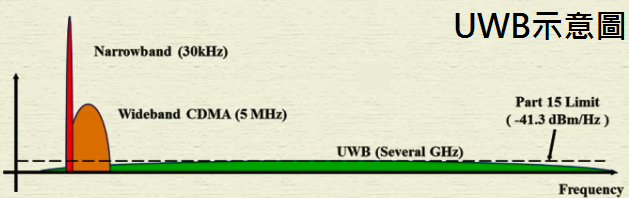 UWB示意圖
Narrowband (30kHz)
Wideband CDMA (5 MHz)
Part 15 Limit
( -41.3 dBm/Hz )
UWB (Several GHz)
Frequency